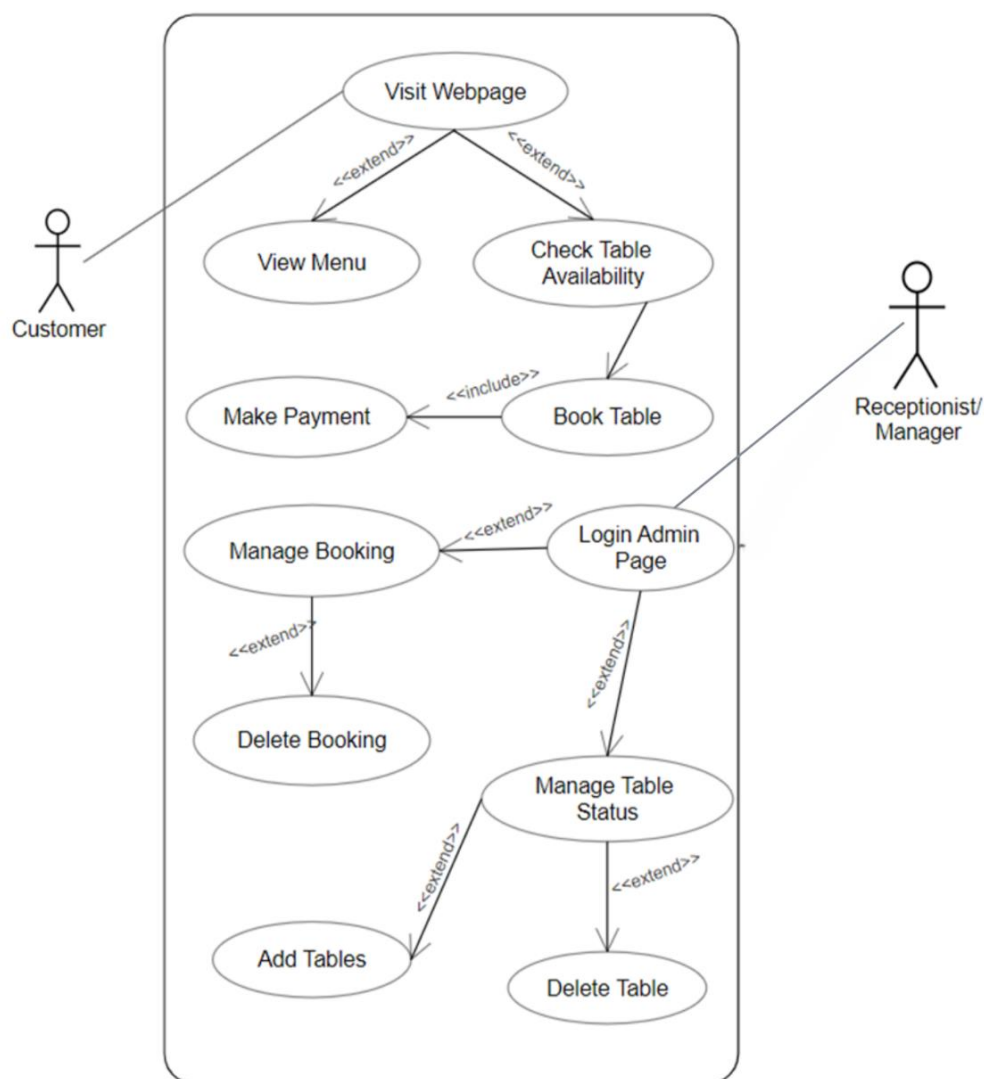 Visit Webpage
<<extend>>
<<extend>>
View Menu
Check Table
Availability
Customer
<<include>>
Make Payment
Book Table
Receptionist/
Manager
<<extend>>
Manage Booking
Login Admin
Page
<<extend>>
<<extend>>
Delete Booking
Manage Table
Status
<<extend>>
<<extend>>
Add Tables
Delete Table